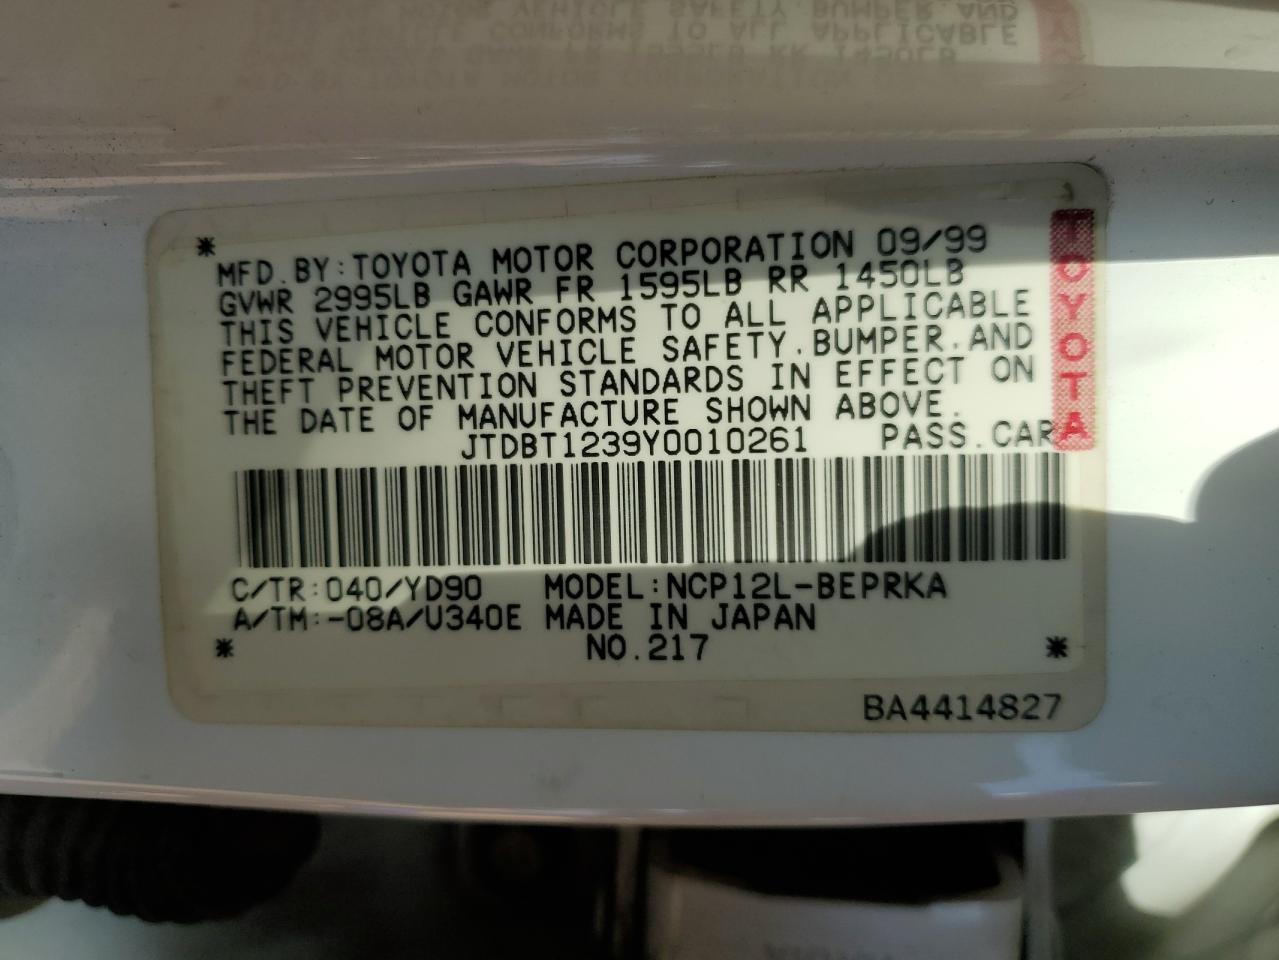 MFD.BY:TOYOTA MOTOR CORPORATION 09/99
GVWR 2995LB GAWR FR 1595LB RR 1450LB
THIS VEHICLE CONFORMS TO ALL APPLICABLE
FEDERAL MOTOR VEHICLE SAFETY.BUMPER.AND
THEFT PREVENTION STANDARDS IN EFFECT ON
THE DATE OF MANUFACTURE SHOWN ABOVE.
JTDBT1239Y0010261 PASS.CAR
TOYOTA
C/TR:040/YD90 MODEL:NCP12L-BEPRKA
A/TM:-08A/U340E MADE IN JAPAN
NO.217
BA4414827